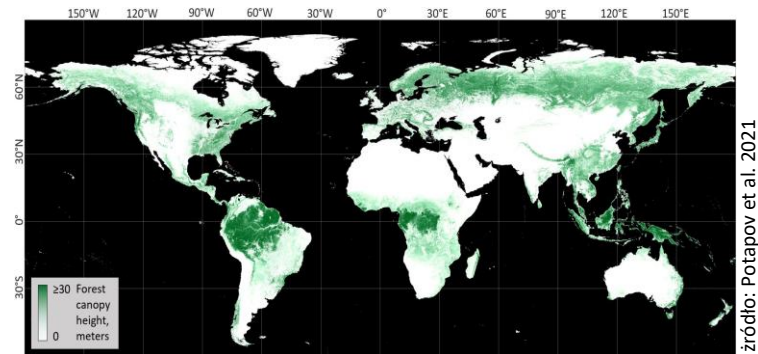 150°W 120°W 90°W 60°W 30°W 0° 30°E 60°E 90°E 120°E 150°E
60°N
30°N
0°
30°S
≥30 Forest
canopy
height,
0 meters
źródło: Potapov et al. 2021